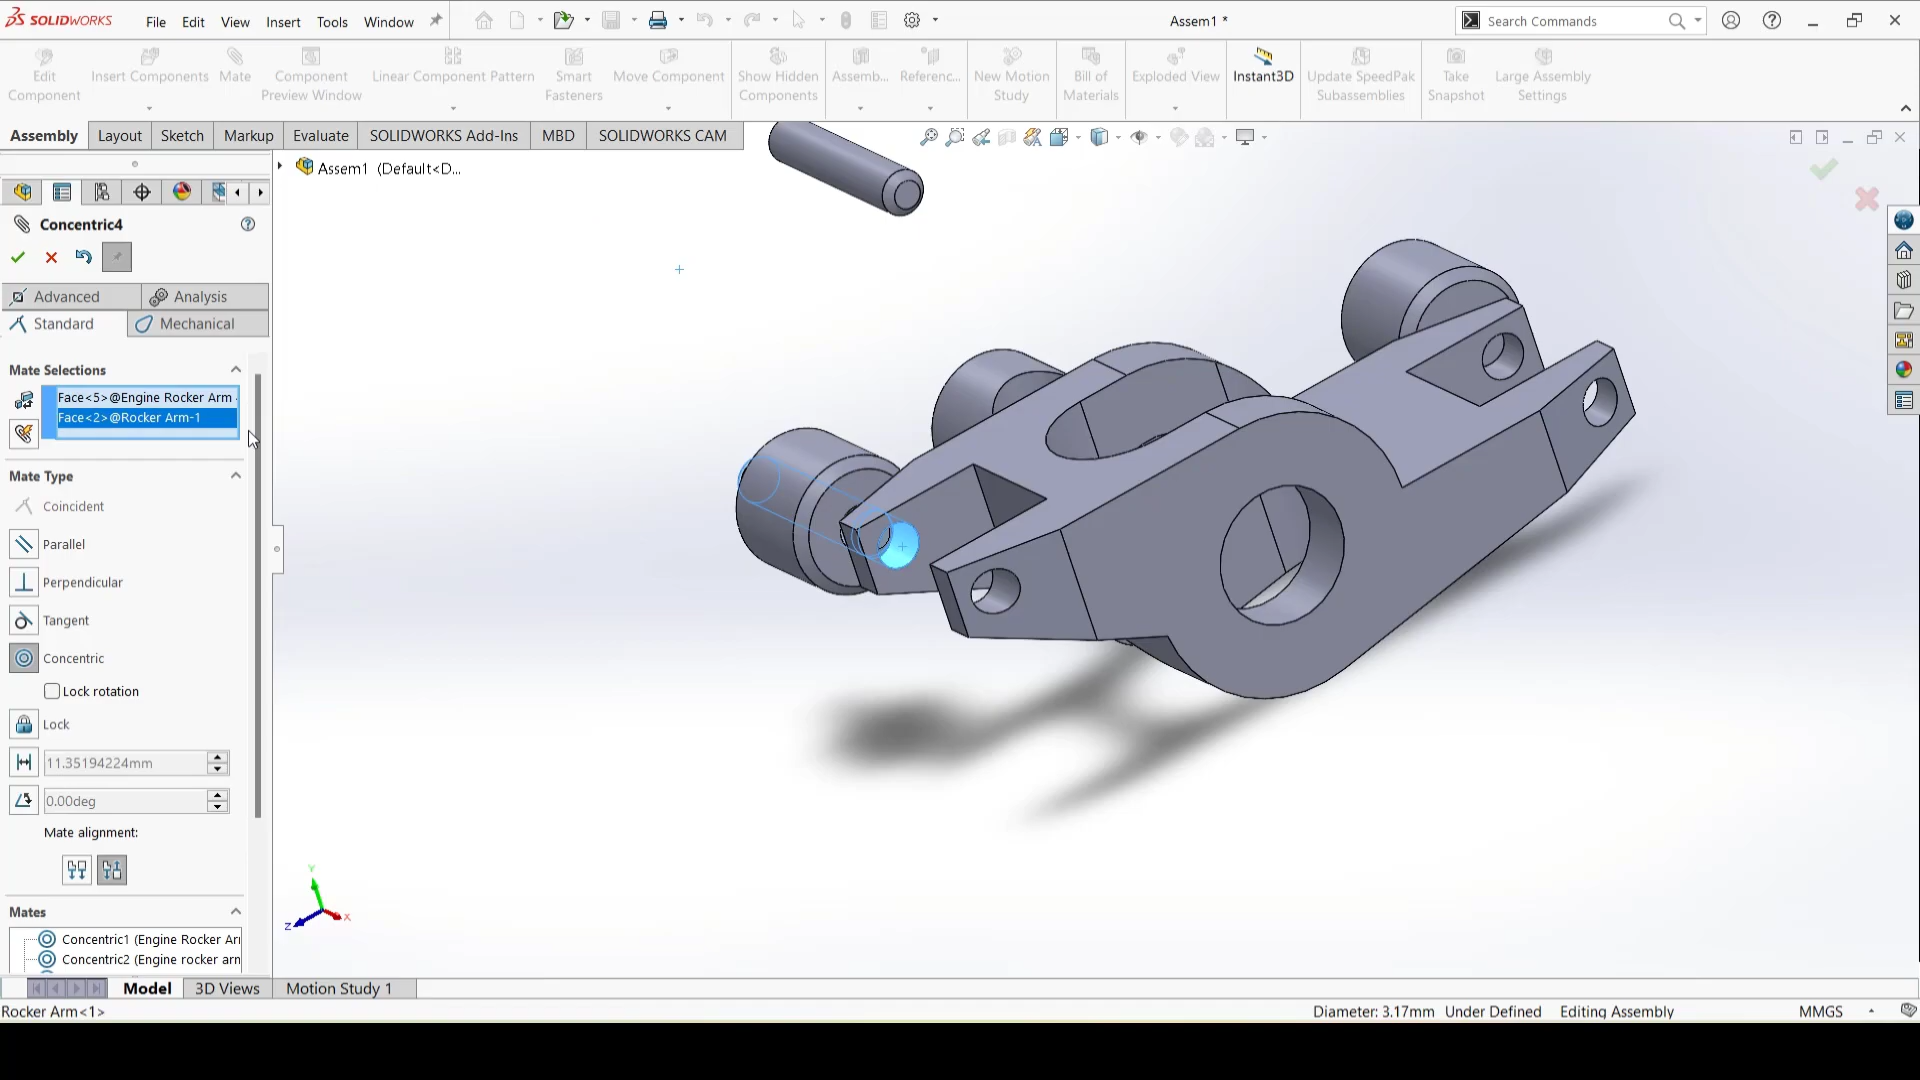 SOLIDWORKS File Edit View Insert Tools Window Assem1 * Search Commands
Edit Component
Insert Components
Mate
Component Preview Window
Linear Component Pattern
Smart Fasteners
Move Component
Show Hidden Components
Assemb...
Referenc...
New Motion Study
Bill of Materials
Exploded View
Instant3D
Update SpeedPak Subassemblies
Take Snapshot
Large Assembly Settings
Assembly Layout Sketch Markup Evaluate SOLIDWORKS Add-Ins MBD SOLIDWORKS CAM
Assem1 (Default<D...
Concentric4
Advanced Analysis
Standard Mechanical
Mate Selections
Face<5>@Engine Rocker Arm
Face<2>@Rocker Arm-1
Mate Type
Coincident
Parallel
Perpendicular
Tangent
Concentric
Lock rotation
Lock
11.35194224mm
0.00deg
Mate alignment:
Mates
Concentric1 (Engine Rocker Ar
Concentric2 (Engine rocker arn
Y
Z X
Model 3D Views Motion Study 1
Rocker Arm<1> Diameter: 3.17mm Under Defined Editing Assembly MMGS